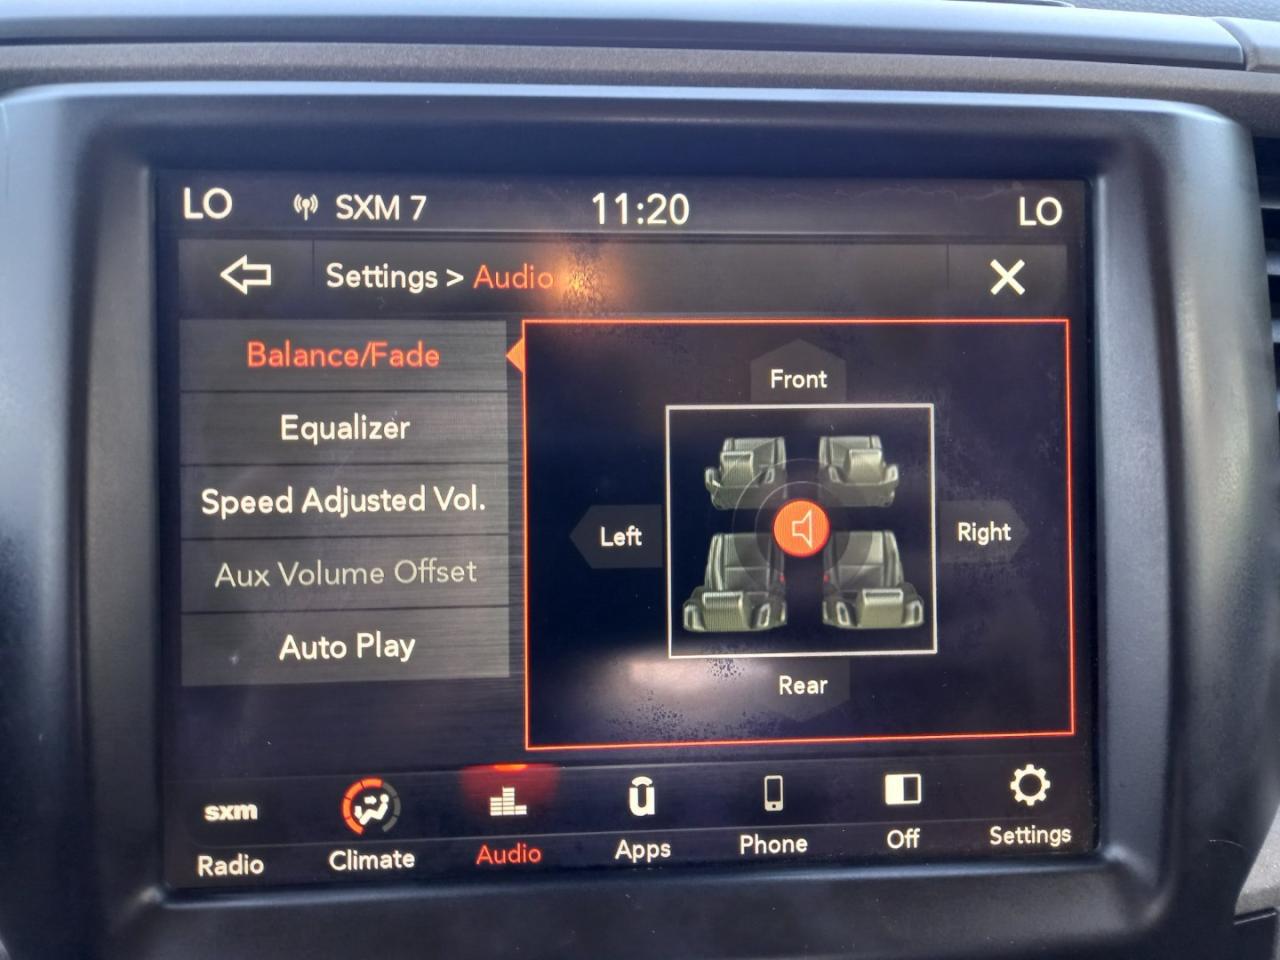 LO SXM 7 11:20 LO
Settings > Audio
Balance/Fade
Equalizer
Speed Adjusted Vol.
Aux Volume Offset
Auto Play
Front
Left
Right
Rear
sxm
Radio Climate Audio Apps Phone Off Settings